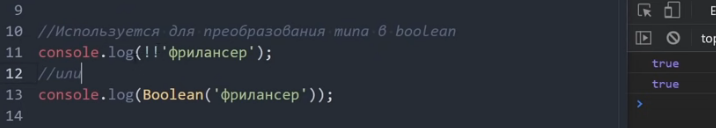 9
10 //Используется для преобразования типа в boolean
11 console.log(!!'фрилансер');
12 //или
13 console.log(Boolean('фрилансер'));
14
top
true
true
>